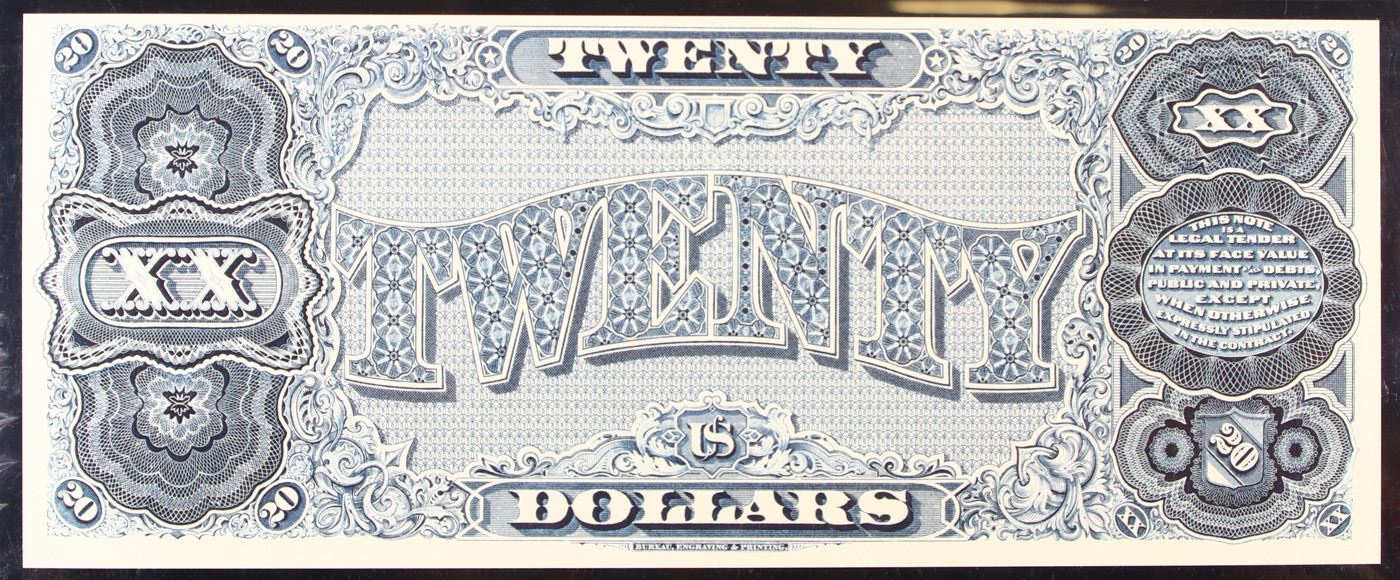 20
20
TWENTY
20
20
XX
TWENTY
XX
THIS NOTE
IS A
LEGAL TENDER
AT ITS FACE VALUE
IN PAYMENT OF ALL DEBTS,
PUBLIC AND PRIVATE,
EXCEPT
WHEN OTHERWISE
EXPRESSLY STIPULATED
IN THE CONTRACT.
US
20
20
20
DOLLARS
XX
XX
BUREAU, ENGRAVING & PRINTING.